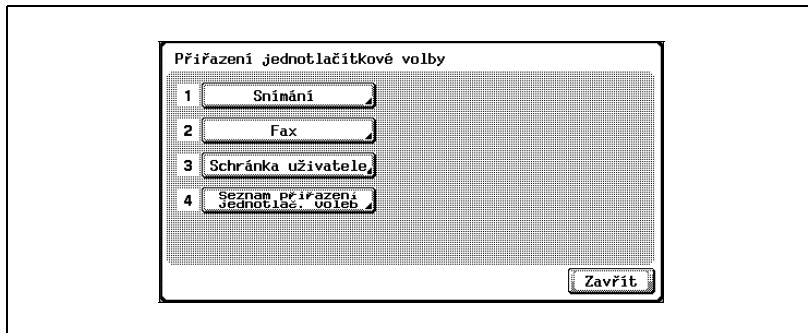 Přiřazení jednotlačítkové volby
1 Snímání
2 Fax
3 Schránka uživatele
4 Seznam přiřazení
jednotlač. voleb
Zavřít